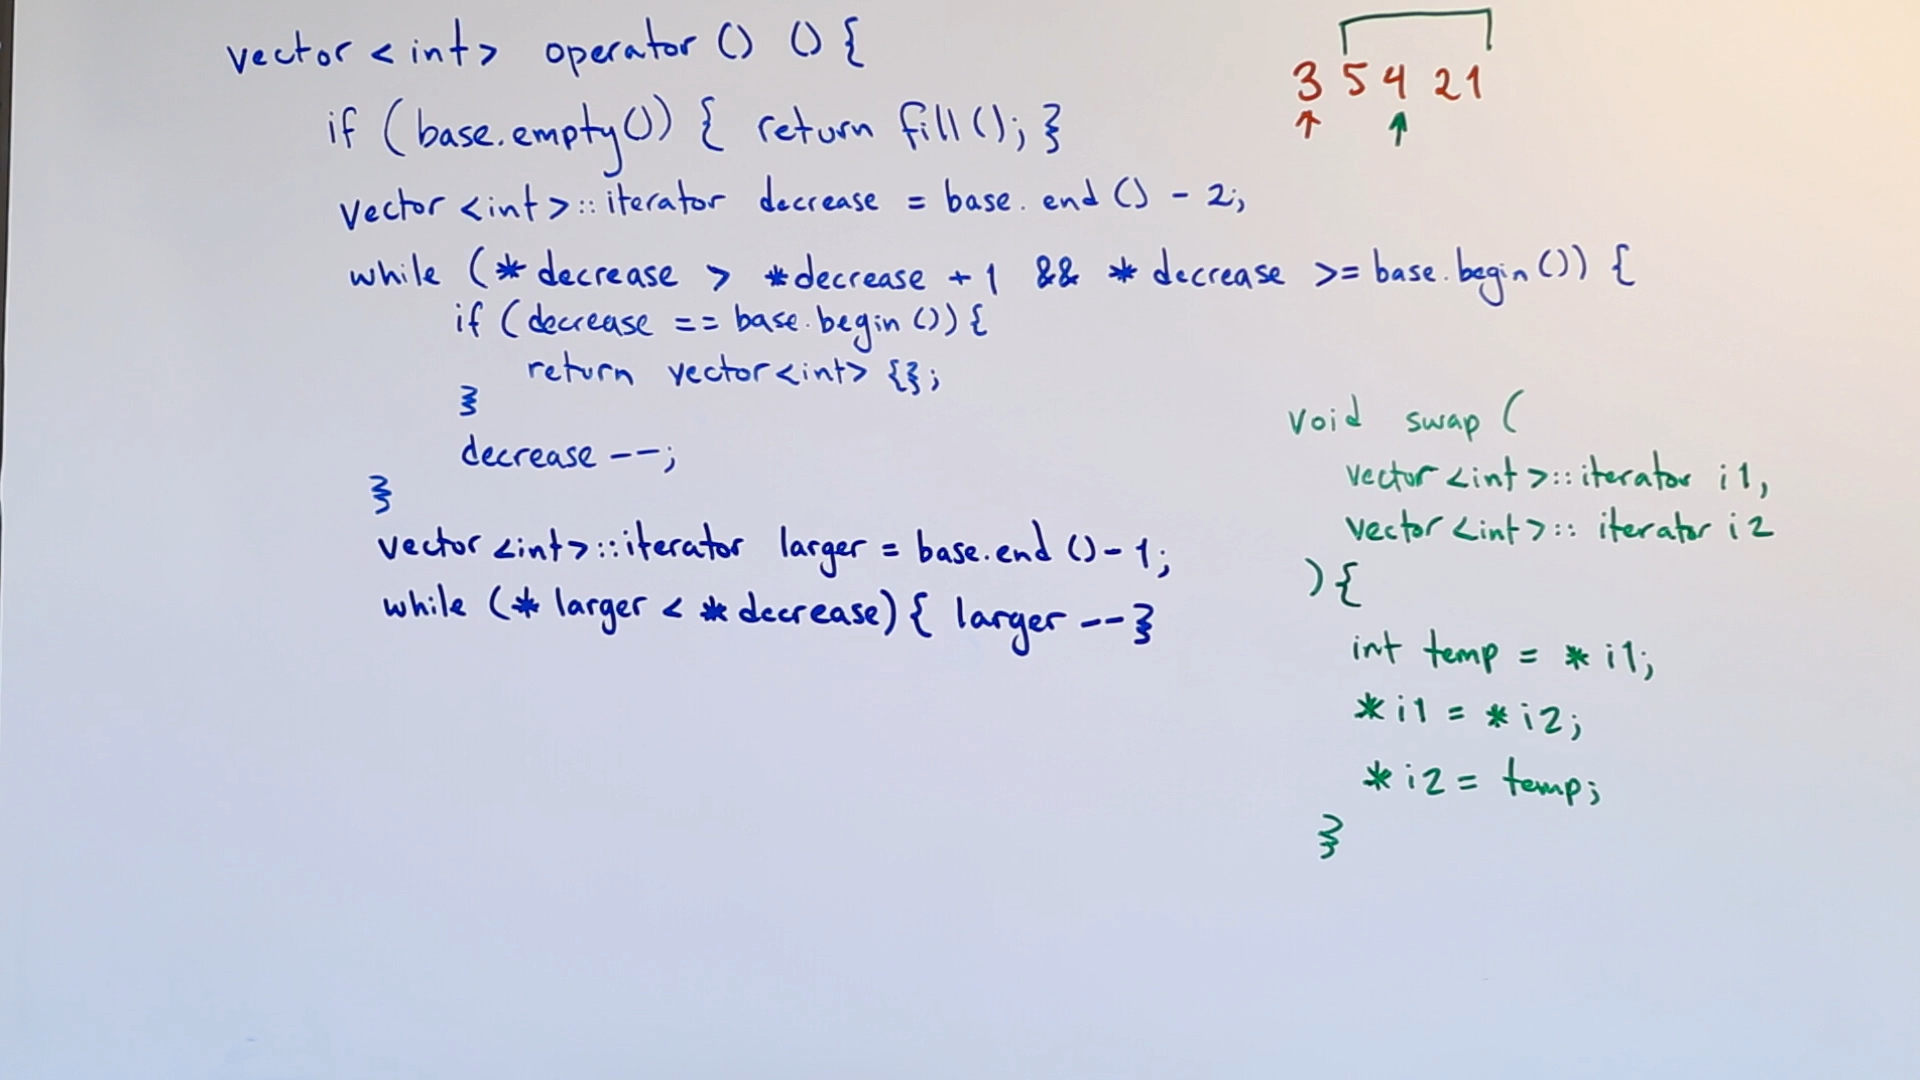 vector <int> operator () () {
if (base.empty()) { return fill(); }
vector <int>::iterator decrease = base.end () - 2;
while (* decrease > *decrease + 1 && * decrease >= base.begin ()) {
if (decrease == base.begin ()) {
return vector<int> {};
}
decrease --;
}
vector <int>::iterator larger = base.end () - 1;
while (* larger < * decrease) { larger -- }
3 5 4 2 1
void swap (
vector <int>::iterator i1,
vector <int>:: iterator i2
) {
int temp = * i1;
* i1 = * i2;
* i2 = temp;
}